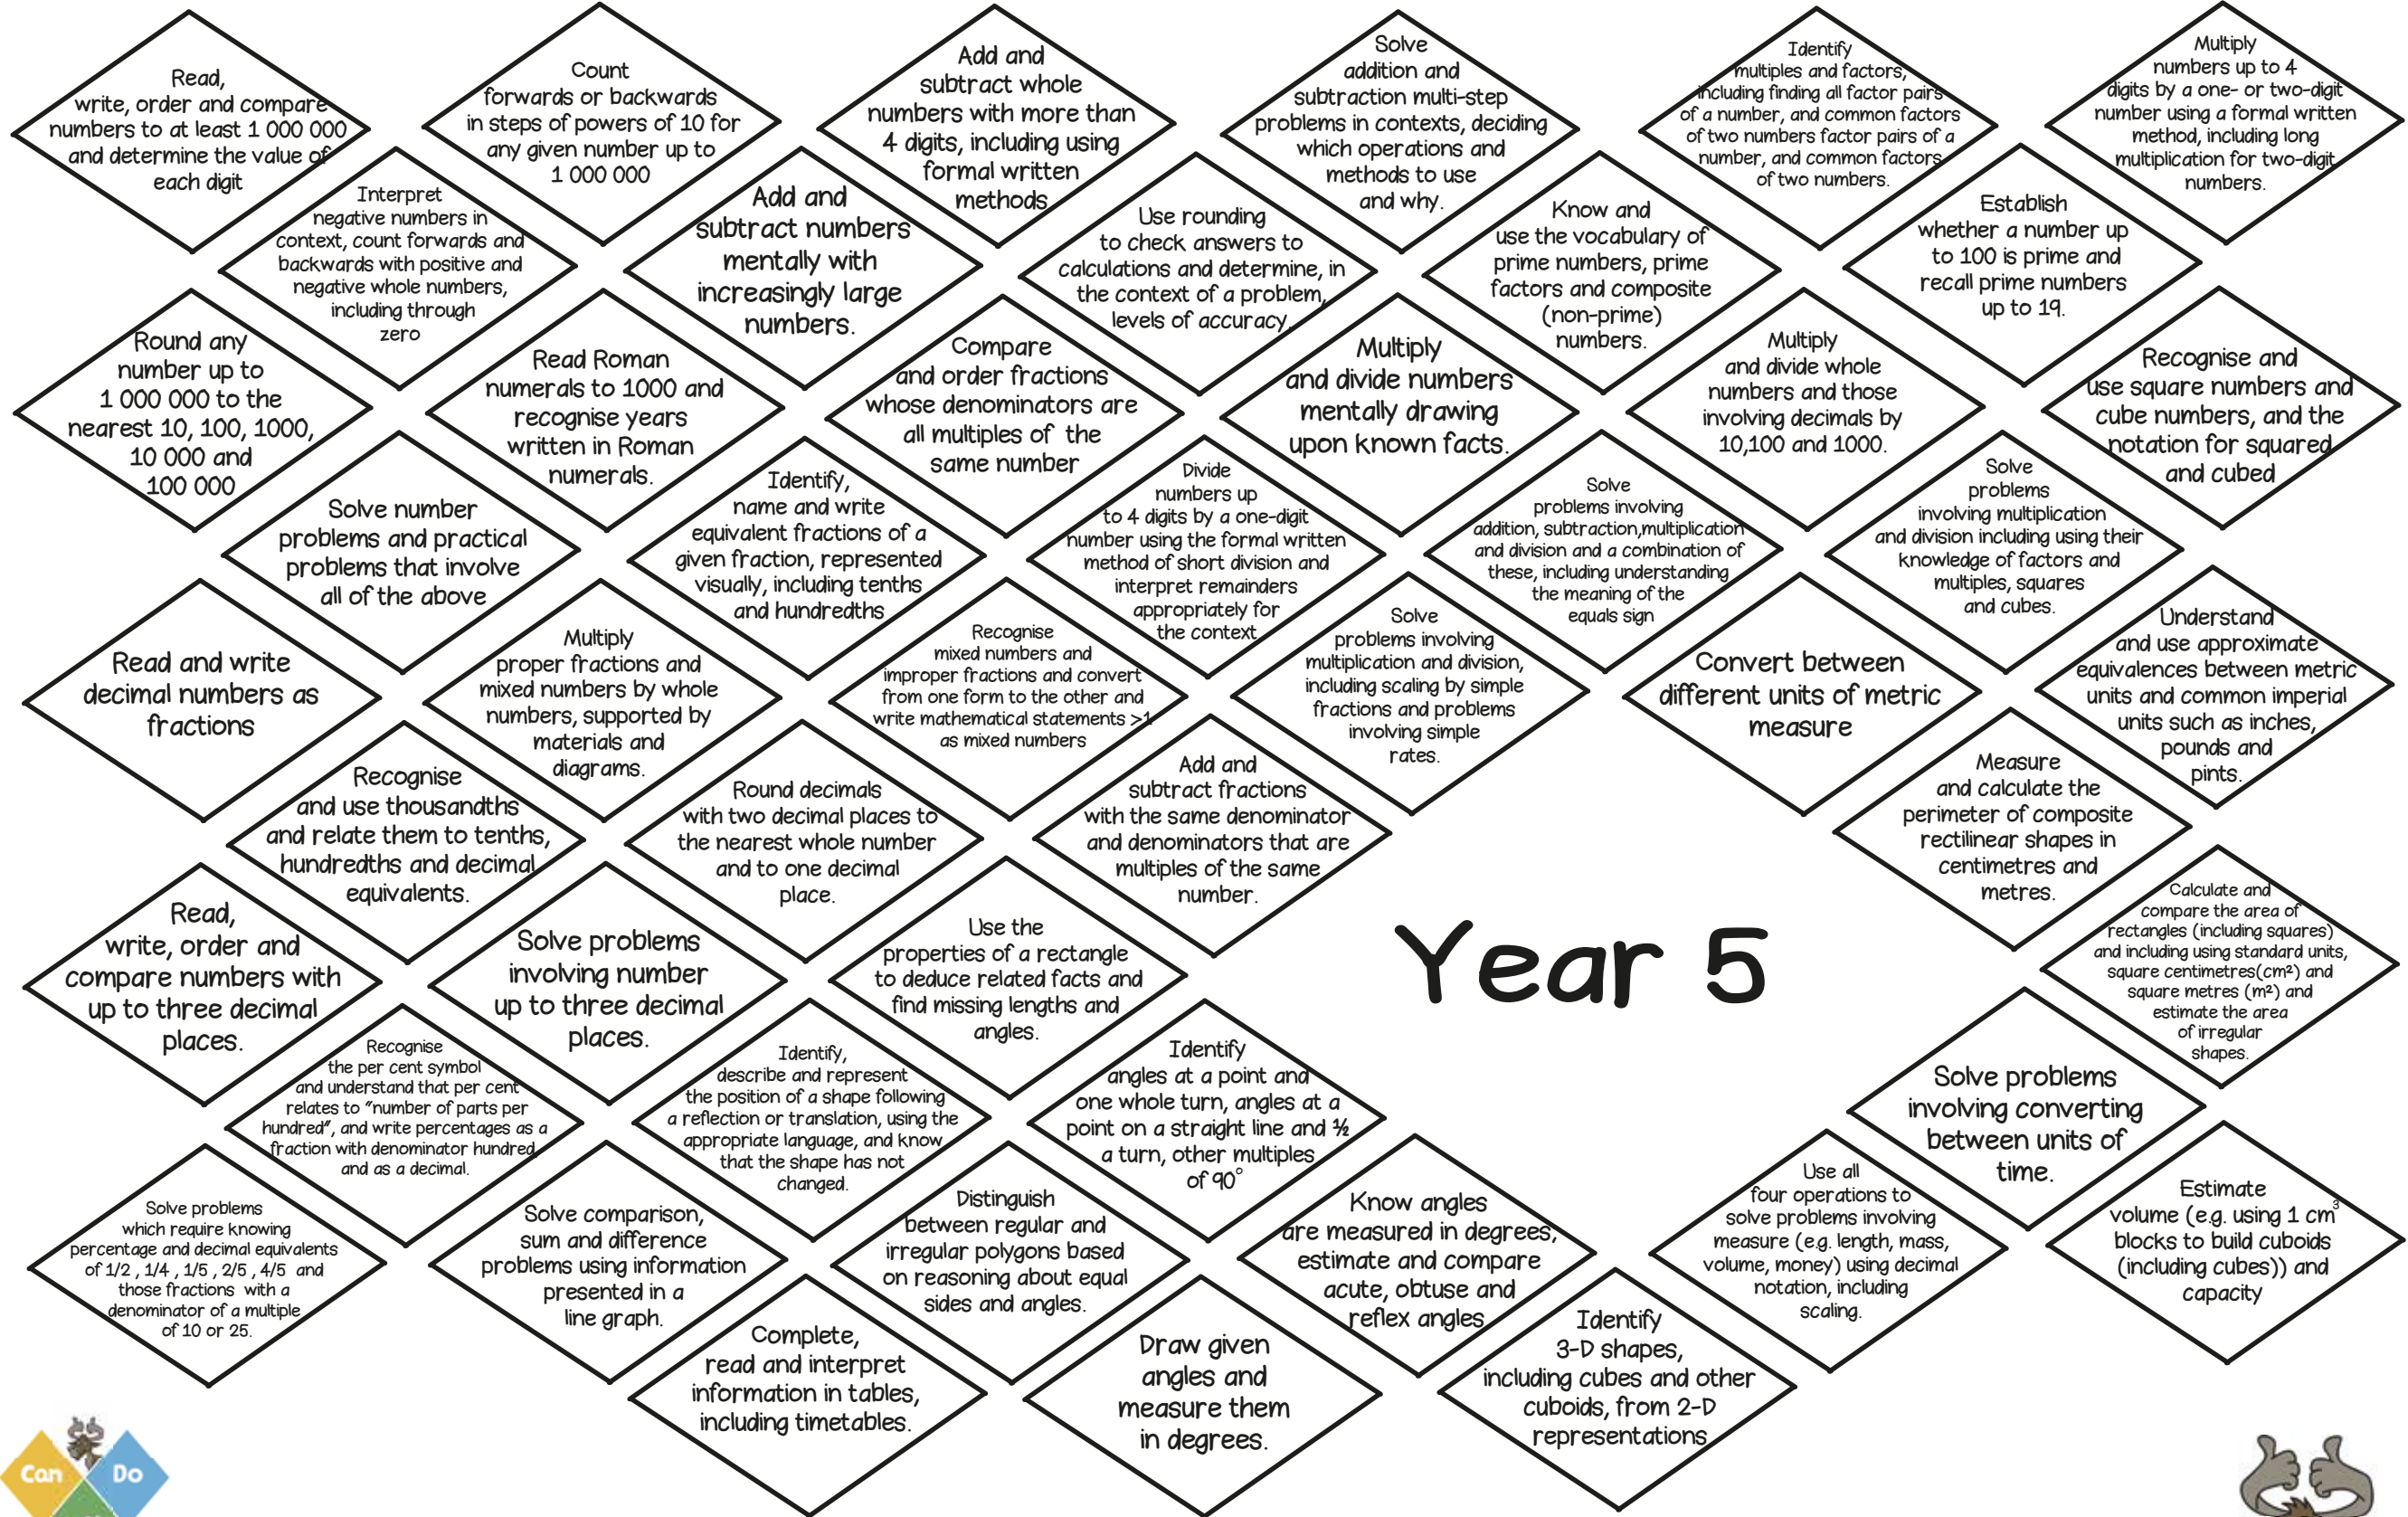 Read,
write, order and compare
numbers to at least 1 000 000
and determine the value of
each digit
Count
forwards or backwards
in steps of powers of 10 for
any given number up to
1 000 000
Add and
subtract whole
numbers with more than
4 digits, including using
formal written
methods
Solve
addition and
subtraction multi-step
problems in contexts, deciding
which operations and
methods to use
and why.
Identify
multiples and factors,
including finding all factor pairs
of a number, and common factors
of two numbers factor pairs of a
number, and common factors
of two numbers.
Multiply
numbers up to 4
digits by a one- or two-digit
number using a formal written
method, including long
multiplication for two-digit
numbers.
Interpret
negative numbers in
context, count forwards and
backwards with positive and
negative whole numbers,
including through
zero
Add and
subtract numbers
mentally with
increasingly large
numbers.
Use rounding
to check answers to
calculations and determine, in
the context of a problem,
levels of accuracy
Know and
use the vocabulary of
prime numbers, prime
factors and composite
(non-prime)
numbers.
Establish
whether a number up
to 100 is prime and
recall prime numbers
up to 19.
Round any
number up to
1 000 000 to the
nearest 10, 100, 1000,
10 000 and
100 000
Read Roman
numerals to 1000 and
recognise years
written in Roman
numerals.
Compare
and order fractions
whose denominators are
all multiples of the
same number
Multiply
and divide numbers
mentally drawing
upon known facts.
Multiply
and divide whole
numbers and those
involving decimals by
10,100 and 1000.
Recognise and
use square numbers and
cube numbers, and the
notation for squared
and cubed
Solve number
problems and practical
problems that involve
all of the above
Identify,
name and write
equivalent fractions of a
given fraction, represented
visually, including tenths
and hundredths
Divide
numbers up
to 4 digits by a one-digit
number using the formal written
method of short division and
interpret remainders
appropriately for
the context
Solve
problems involving
addition, subtraction,multiplication
and division and a combination of
these, including understanding
the meaning of the
equals sign
Solve
problems
involving multiplication
and division including using their
knowledge of factors and
multiples, squares
and cubes.
Read and write
decimal numbers as
fractions
Multiply
proper fractions and
mixed numbers by whole
numbers, supported by
materials and
diagrams.
Recognise
mixed numbers and
improper fractions and convert
from one form to the other and
write mathematical statements >1
as mixed numbers
Solve
problems involving
multiplication and division,
including scaling by simple
fractions and problems
involving simple
rates.
Convert between
different units of metric
measure
Understand
and use approximate
equivalences between metric
units and common imperial
units such as inches,
pounds and
pints.
Recognise
and use thousandths
and relate them to tenths,
hundredths and decimal
equivalents.
Round decimals
with two decimal places to
the nearest whole number
and to one decimal
place.
Add and
subtract fractions
with the same denominator
and denominators that are
multiples of the same
number.
Measure
and calculate the
perimeter of composite
rectilinear shapes in
centimetres and
metres.
Read,
write, order and
compare numbers with
up to three decimal
places.
Solve problems
involving number
up to three decimal
places.
Use the
properties of a rectangle
to deduce related facts and
find missing lengths and
angles.
Year 5
Calculate and
compare the area of
rectangles (including squares)
and including using standard units,
square centimetres(cm²) and
square metres (m²) and
estimate the area
of irregular
shapes.
Recognise
the per cent symbol
and understand that per cent
relates to "number of parts per
hundred", and write percentages as a
fraction with denominator hundred
and as a decimal.
Identify,
describe and represent
the position of a shape following
a reflection or translation, using the
appropriate language, and know
that the shape has not
changed.
Identify
angles at a point and
one whole turn, angles at a
point on a straight line and ½
a turn, other multiples
of 90°
Solve problems
involving converting
between units of
time.
Solve problems
which require knowing
percentage and decimal equivalents
of 1/2 , 1/4 , 1/5 , 2/5 , 4/5 and
those fractions with a
denominator of a multiple
of 10 or 25.
Solve comparison,
sum and difference
problems using information
presented in a
line graph.
Distinguish
between regular and
irregular polygons based
on reasoning about equal
sides and angles.
Know angles
are measured in degrees,
estimate and compare
acute, obtuse and
reflex angles
Use all
four operations to
solve problems involving
measure (e.g. length, mass,
volume, money) using decimal
notation, including
scaling.
Estimate
volume (e.g. using 1 cm³
blocks to build cuboids
(including cubes)) and
capacity
Complete,
read and interpret
information in tables,
including timetables.
Draw given
angles and
measure them
in degrees.
Identify
3-D shapes,
including cubes and other
cuboids, from 2-D
representations
Can Do